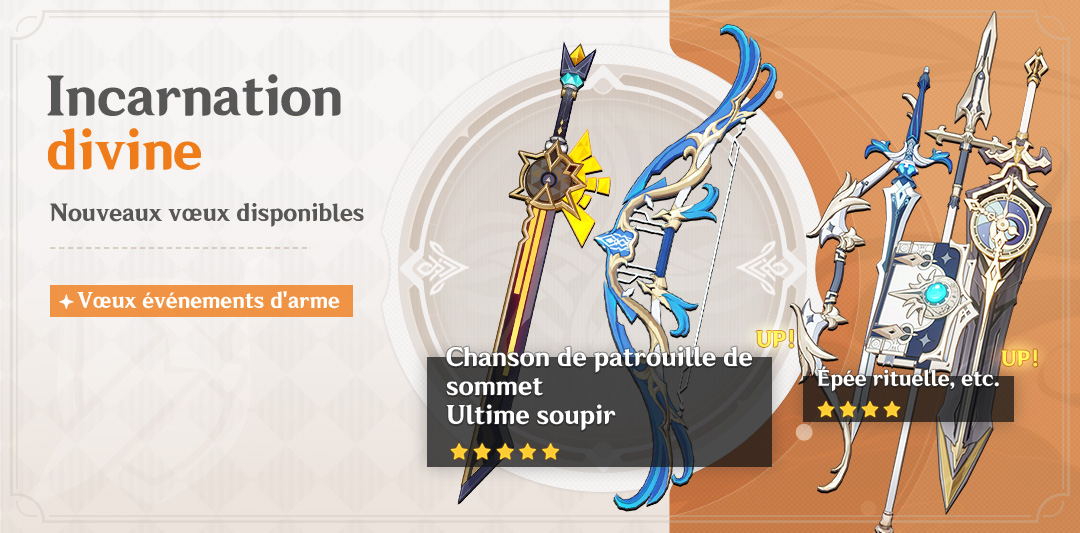 Incarnation
divine
Nouveaux vœux disponibles
Vœux événements d'arme
UP!
Chanson de patrouille de
sommet
Ultime soupir
UP!
Épée rituelle, etc.